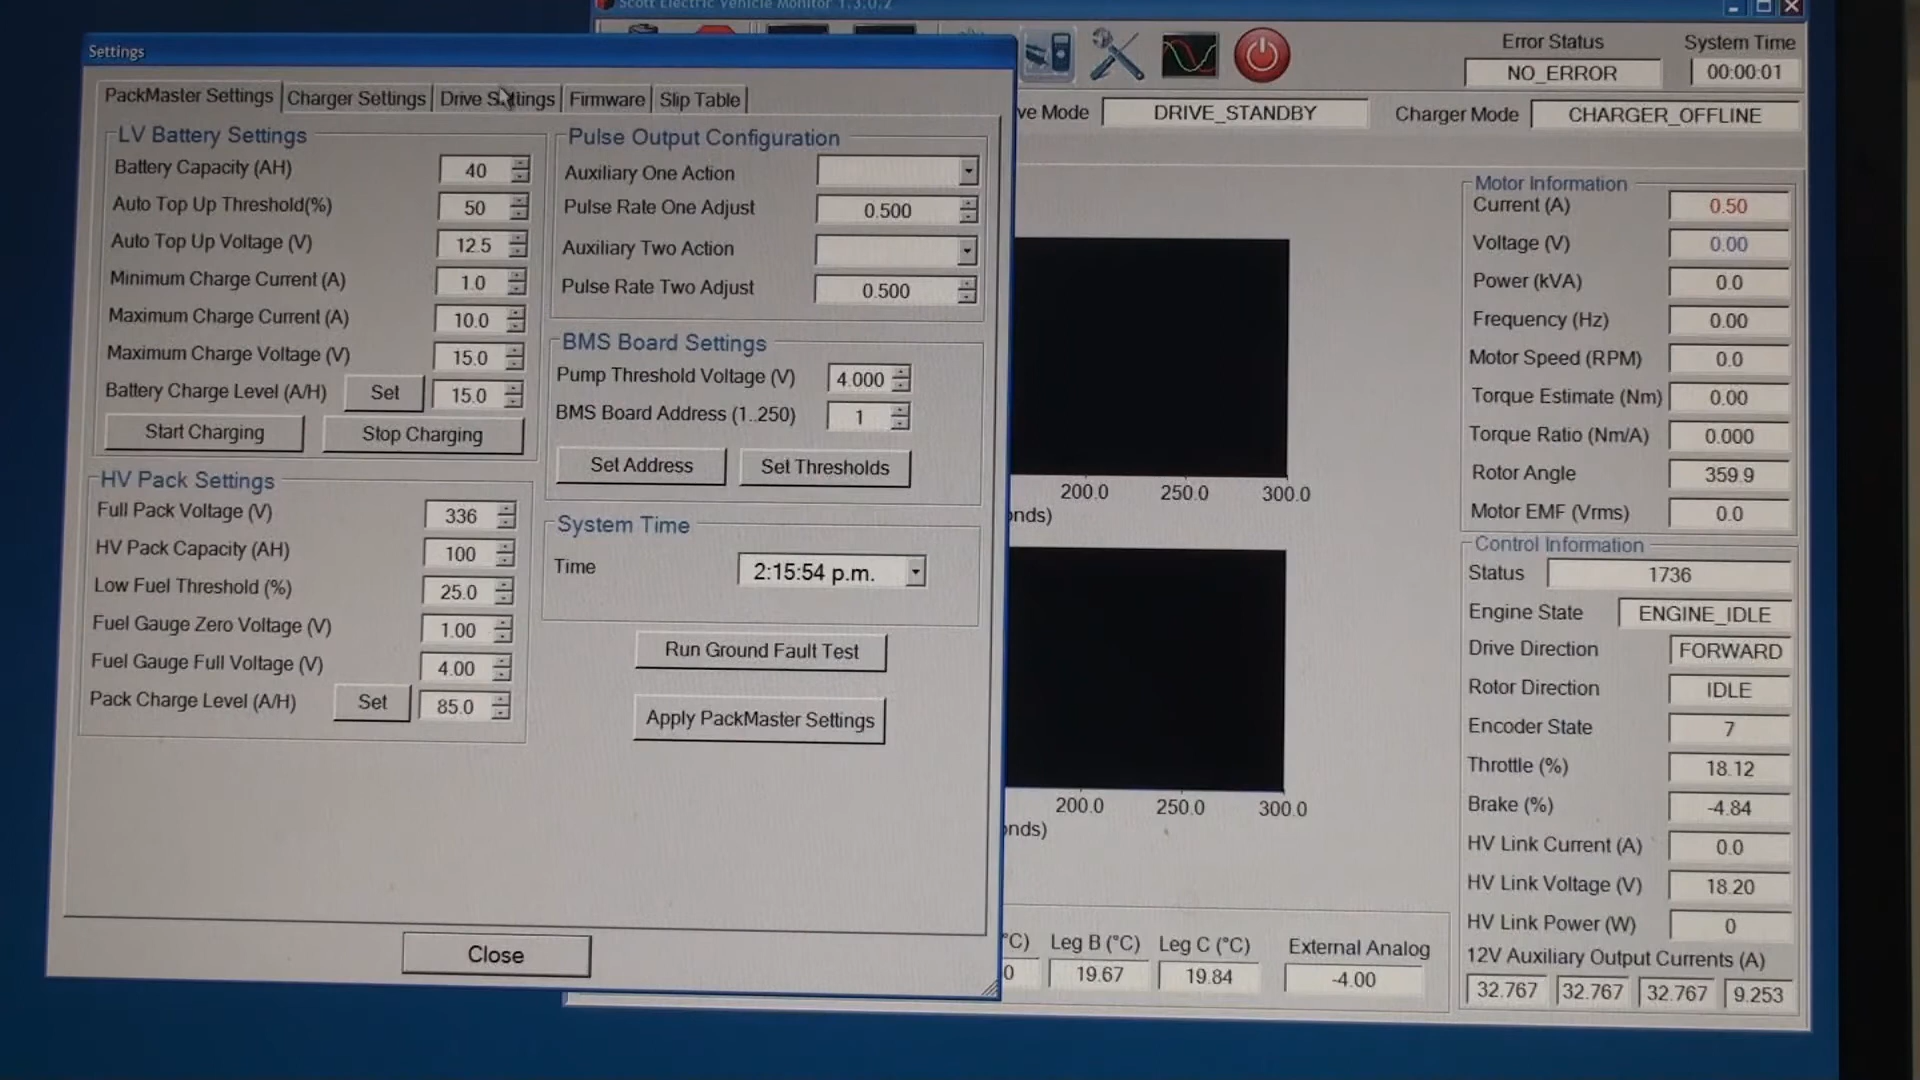 Scott Electric Vehicle Monitor 1.3.0.2
Settings
PackMaster Settings
Charger Settings
Drive Settings
Firmware
Slip Table
LV Battery Settings
Battery Capacity (AH) 40
Auto Top Up Threshold(%) 50
Auto Top Up Voltage (V) 12.5
Minimum Charge Current (A) 1.0
Maximum Charge Current (A) 10.0
Maximum Charge Voltage (V) 15.0
Battery Charge Level (A/H) Set 15.0
Start Charging Stop Charging
HV Pack Settings
Full Pack Voltage (V) 336
HV Pack Capacity (AH) 100
Low Fuel Threshold (%) 25.0
Fuel Gauge Zero Voltage (V) 1.00
Fuel Gauge Full Voltage (V) 4.00
Pack Charge Level (A/H) Set 85.0
Pulse Output Configuration
Auxiliary One Action
Pulse Rate One Adjust 0.500
Auxiliary Two Action
Pulse Rate Two Adjust 0.500
BMS Board Settings
Pump Threshold Voltage (V) 4.000
BMS Board Address (1..250) 1
Set Address Set Thresholds
System Time
Time 2:15:54 p.m.
Run Ground Fault Test
Apply PackMaster Settings
Close
Error Status
NO_ERROR
System Time
00:00:01
ve Mode DRIVE_STANDBY
Charger Mode CHARGER_OFFLINE
200.0 250.0 300.0
onds)
200.0 250.0 300.0
onds)
°C) Leg B (°C) Leg C (°C) External Analog
0 19.67 19.84 -4.00
Motor Information
Current (A) 0.50
Voltage (V) 0.00
Power (kVA) 0.0
Frequency (Hz) 0.00
Motor Speed (RPM) 0.0
Torque Estimate (Nm) 0.00
Torque Ratio (Nm/A) 0.000
Rotor Angle 359.9
Motor EMF (Vrms) 0.0
Control Information
Status 1736
Engine State ENGINE_IDLE
Drive Direction FORWARD
Rotor Direction IDLE
Encoder State 7
Throttle (%) 18.12
Brake (%) -4.84
HV Link Current (A) 0.0
HV Link Voltage (V) 18.20
HV Link Power (W) 0
12V Auxiliary Output Currents (A)
32.767 32.767 32.767 9.253